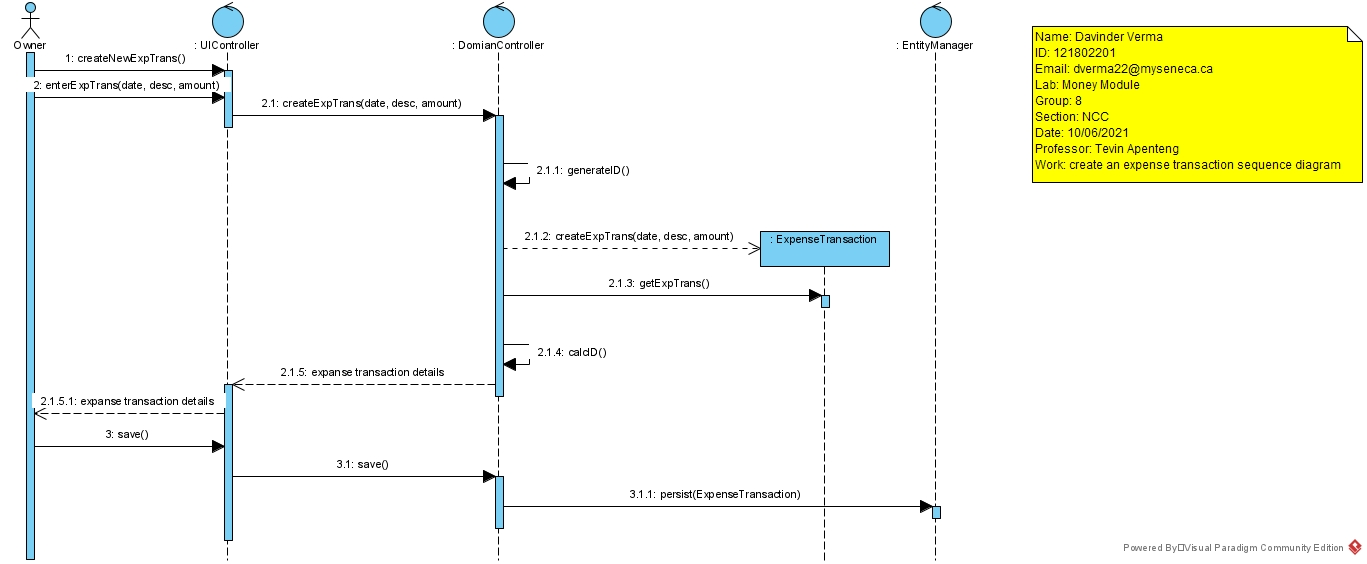 Owner
: UIController
: DomianController
: EntityManager
Name: Davinder Verma
ID: 121802201
Email: dverma22@myseneca.ca
Lab: Money Module
Group: 8
Section: NCC
Date: 10/06/2021
Professor: Tevin Apenteng
Work: create an expense transaction sequence diagram
1: createNewExpTrans()
2: enterExpTrans(date, desc, amount)
2.1: createExpTrans(date, desc, amount)
2.1.1: generateID()
2.1.2: createExpTrans(date, desc, amount)
: ExpenseTransaction
2.1.3: getExpTrans()
2.1.4: calcID()
2.1.5: expanse transaction details
2.1.5.1: expanse transaction details
3: save()
3.1: save()
3.1.1: persist(ExpenseTransaction)
Powered By Visual Paradigm Community Edition